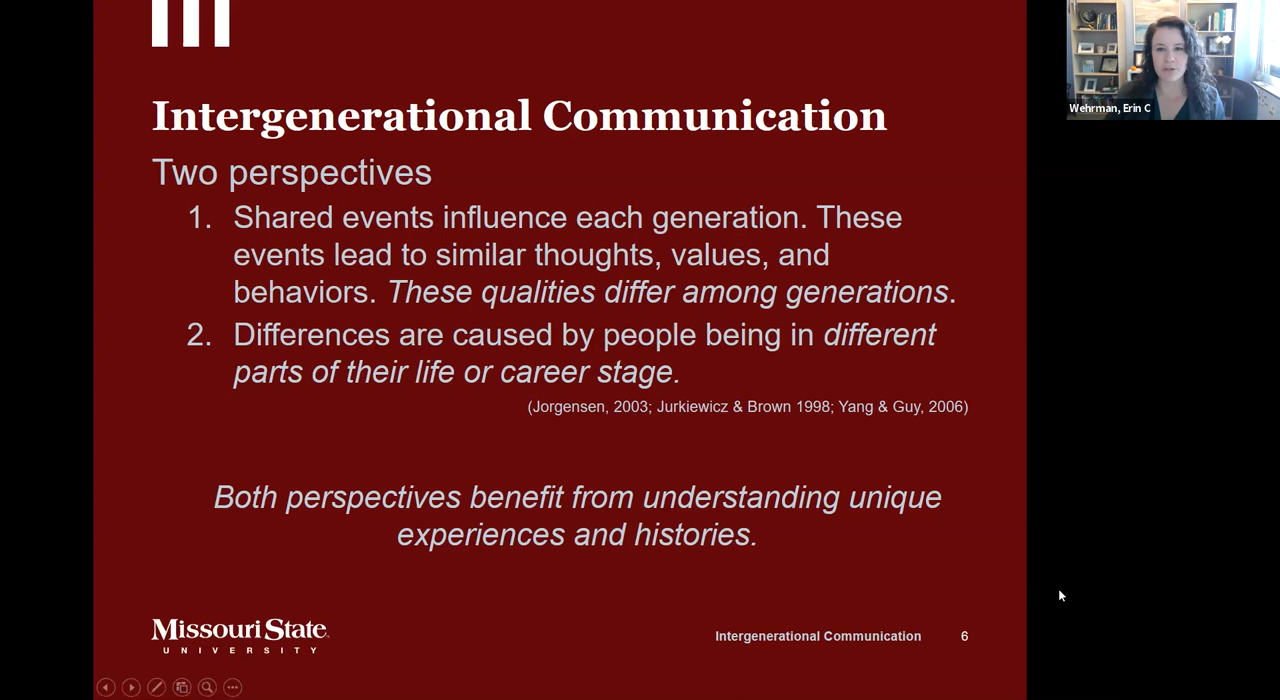 Intergenerational Communication
Two perspectives
1. Shared events influence each generation. These
events lead to similar thoughts, values, and
behaviors. These qualities differ among generations.
2. Differences are caused by people being in different
parts of their life or career stage.
(Jorgensen, 2003; Jurkiewicz & Brown 1998; Yang & Guy, 2006)
Both perspectives benefit from understanding unique
experiences and histories.
Missouri State
UNIVERSITY
Intergenerational Communication 6
Wehrman, Erin C